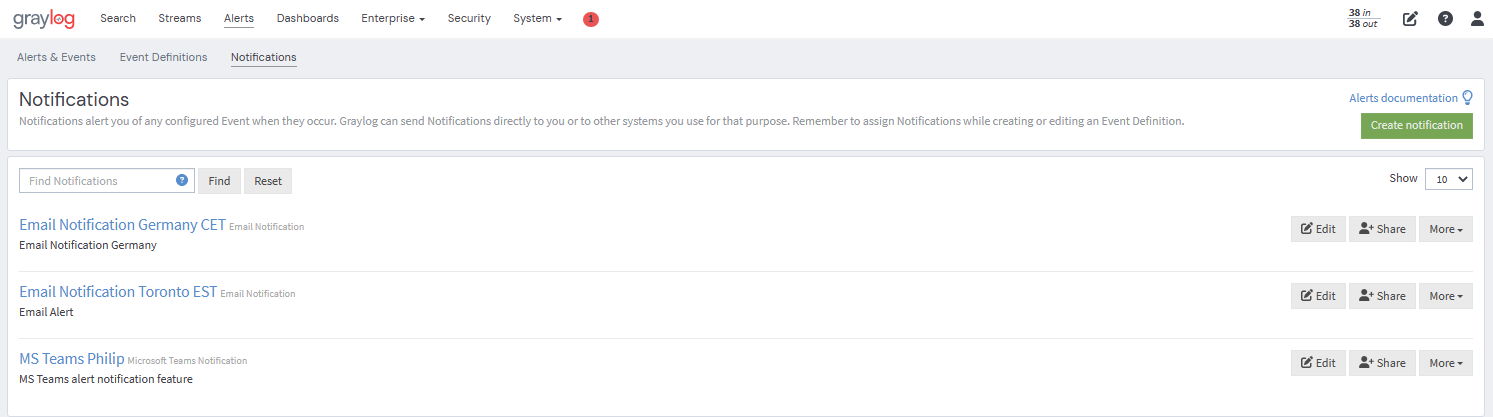 graylog Search Streams Alerts Dashboards Enterprise Security System 1 38 in
38 out
Alerts & Events Event Definitions Notifications
Notifications
Alerts documentation
Notifications alert you of any configured Event when they occur. Graylog can send Notifications directly to you or to other systems you use for that purpose. Remember to assign Notifications while creating or editing an Event Definition.
Create notification
Find Notifications ? Find Reset Show 10
Email Notification Germany CET Email Notification
Email Notification Germany
Edit Share More
Email Notification Toronto EST Email Notification
Email Alert
Edit Share More
MS Teams Philip Microsoft Teams Notification
MS Teams alert notification feature
Edit Share More